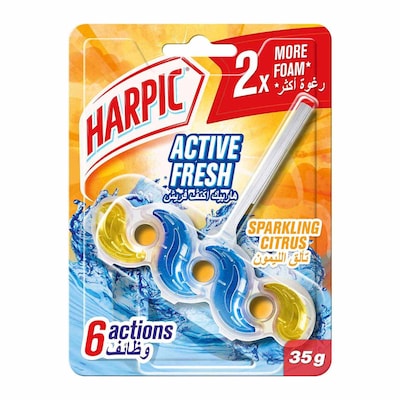 HARPIC
2x MORE FOAM*
رغوة أكثر*
ACTIVE
FRESH
هاربيك أكتف فريش
SPARKLING
CITRUS
تألق الليمون
6 actions
وظائف
35g